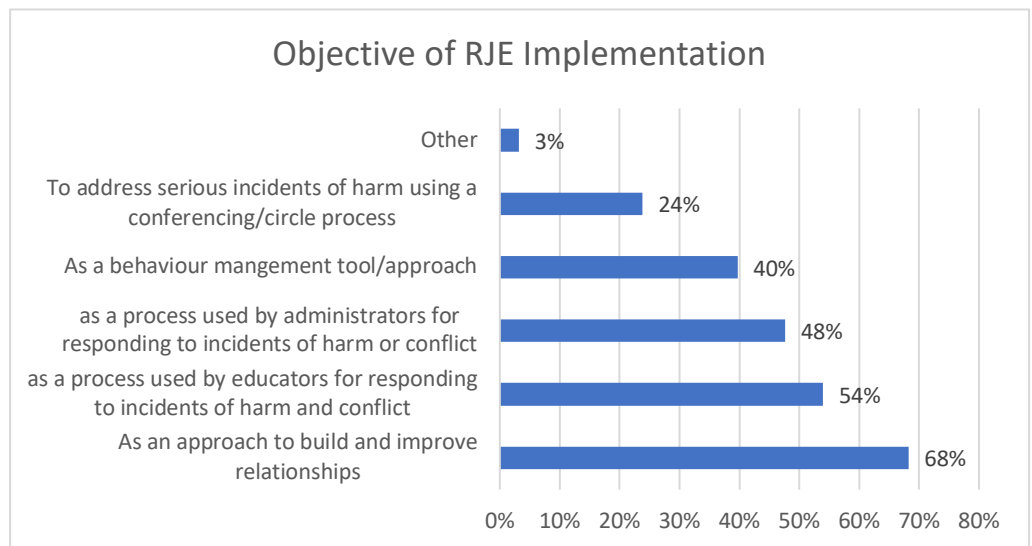 Objective of RJE Implementation
Other
3%
To address serious incidents of harm using a
conferencing/circle process
24%
As a behaviour mangement tool/approach
40%
as a process used by administrators for
responding to incidents of harm or conflict
48%
as a process used by educators for responding
to incidents of harm and conflict
54%
As an approach to build and improve
relationships
68%
0% 10% 20% 30% 40% 50% 60% 70% 80%